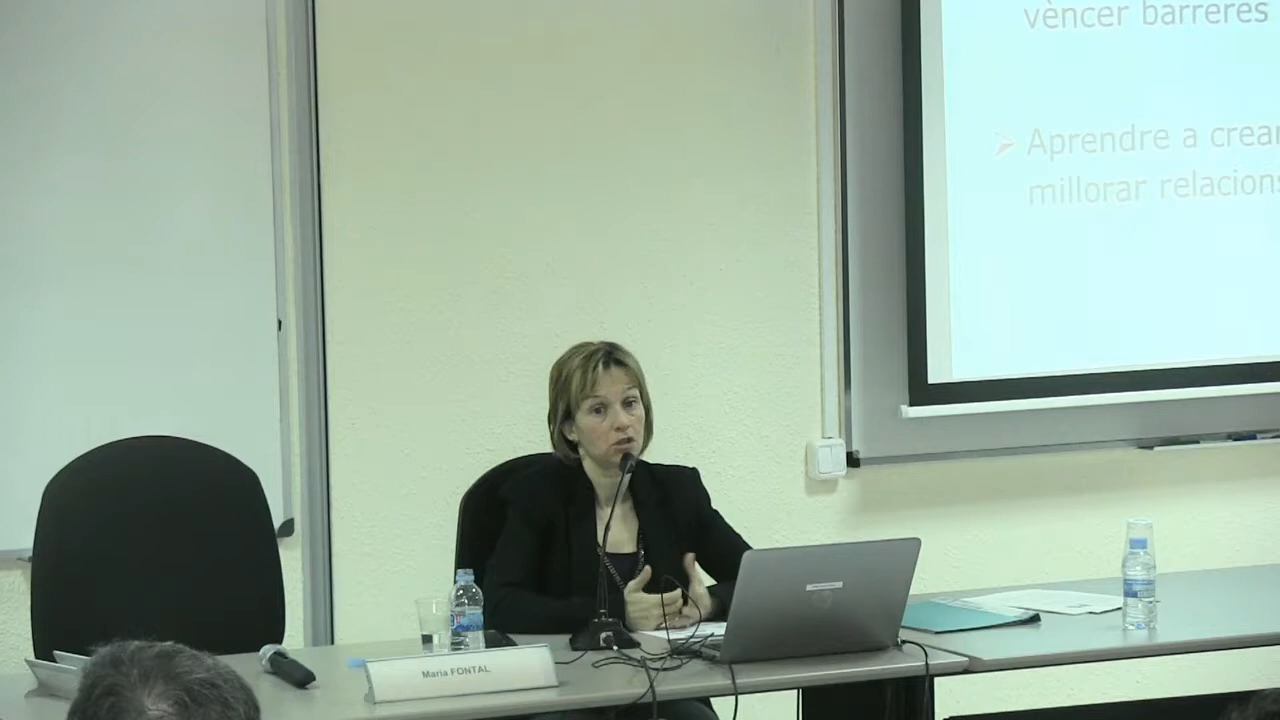 vèncer barreres
➢ Aprendre a crear
millorar relacions
Maria FONTAL